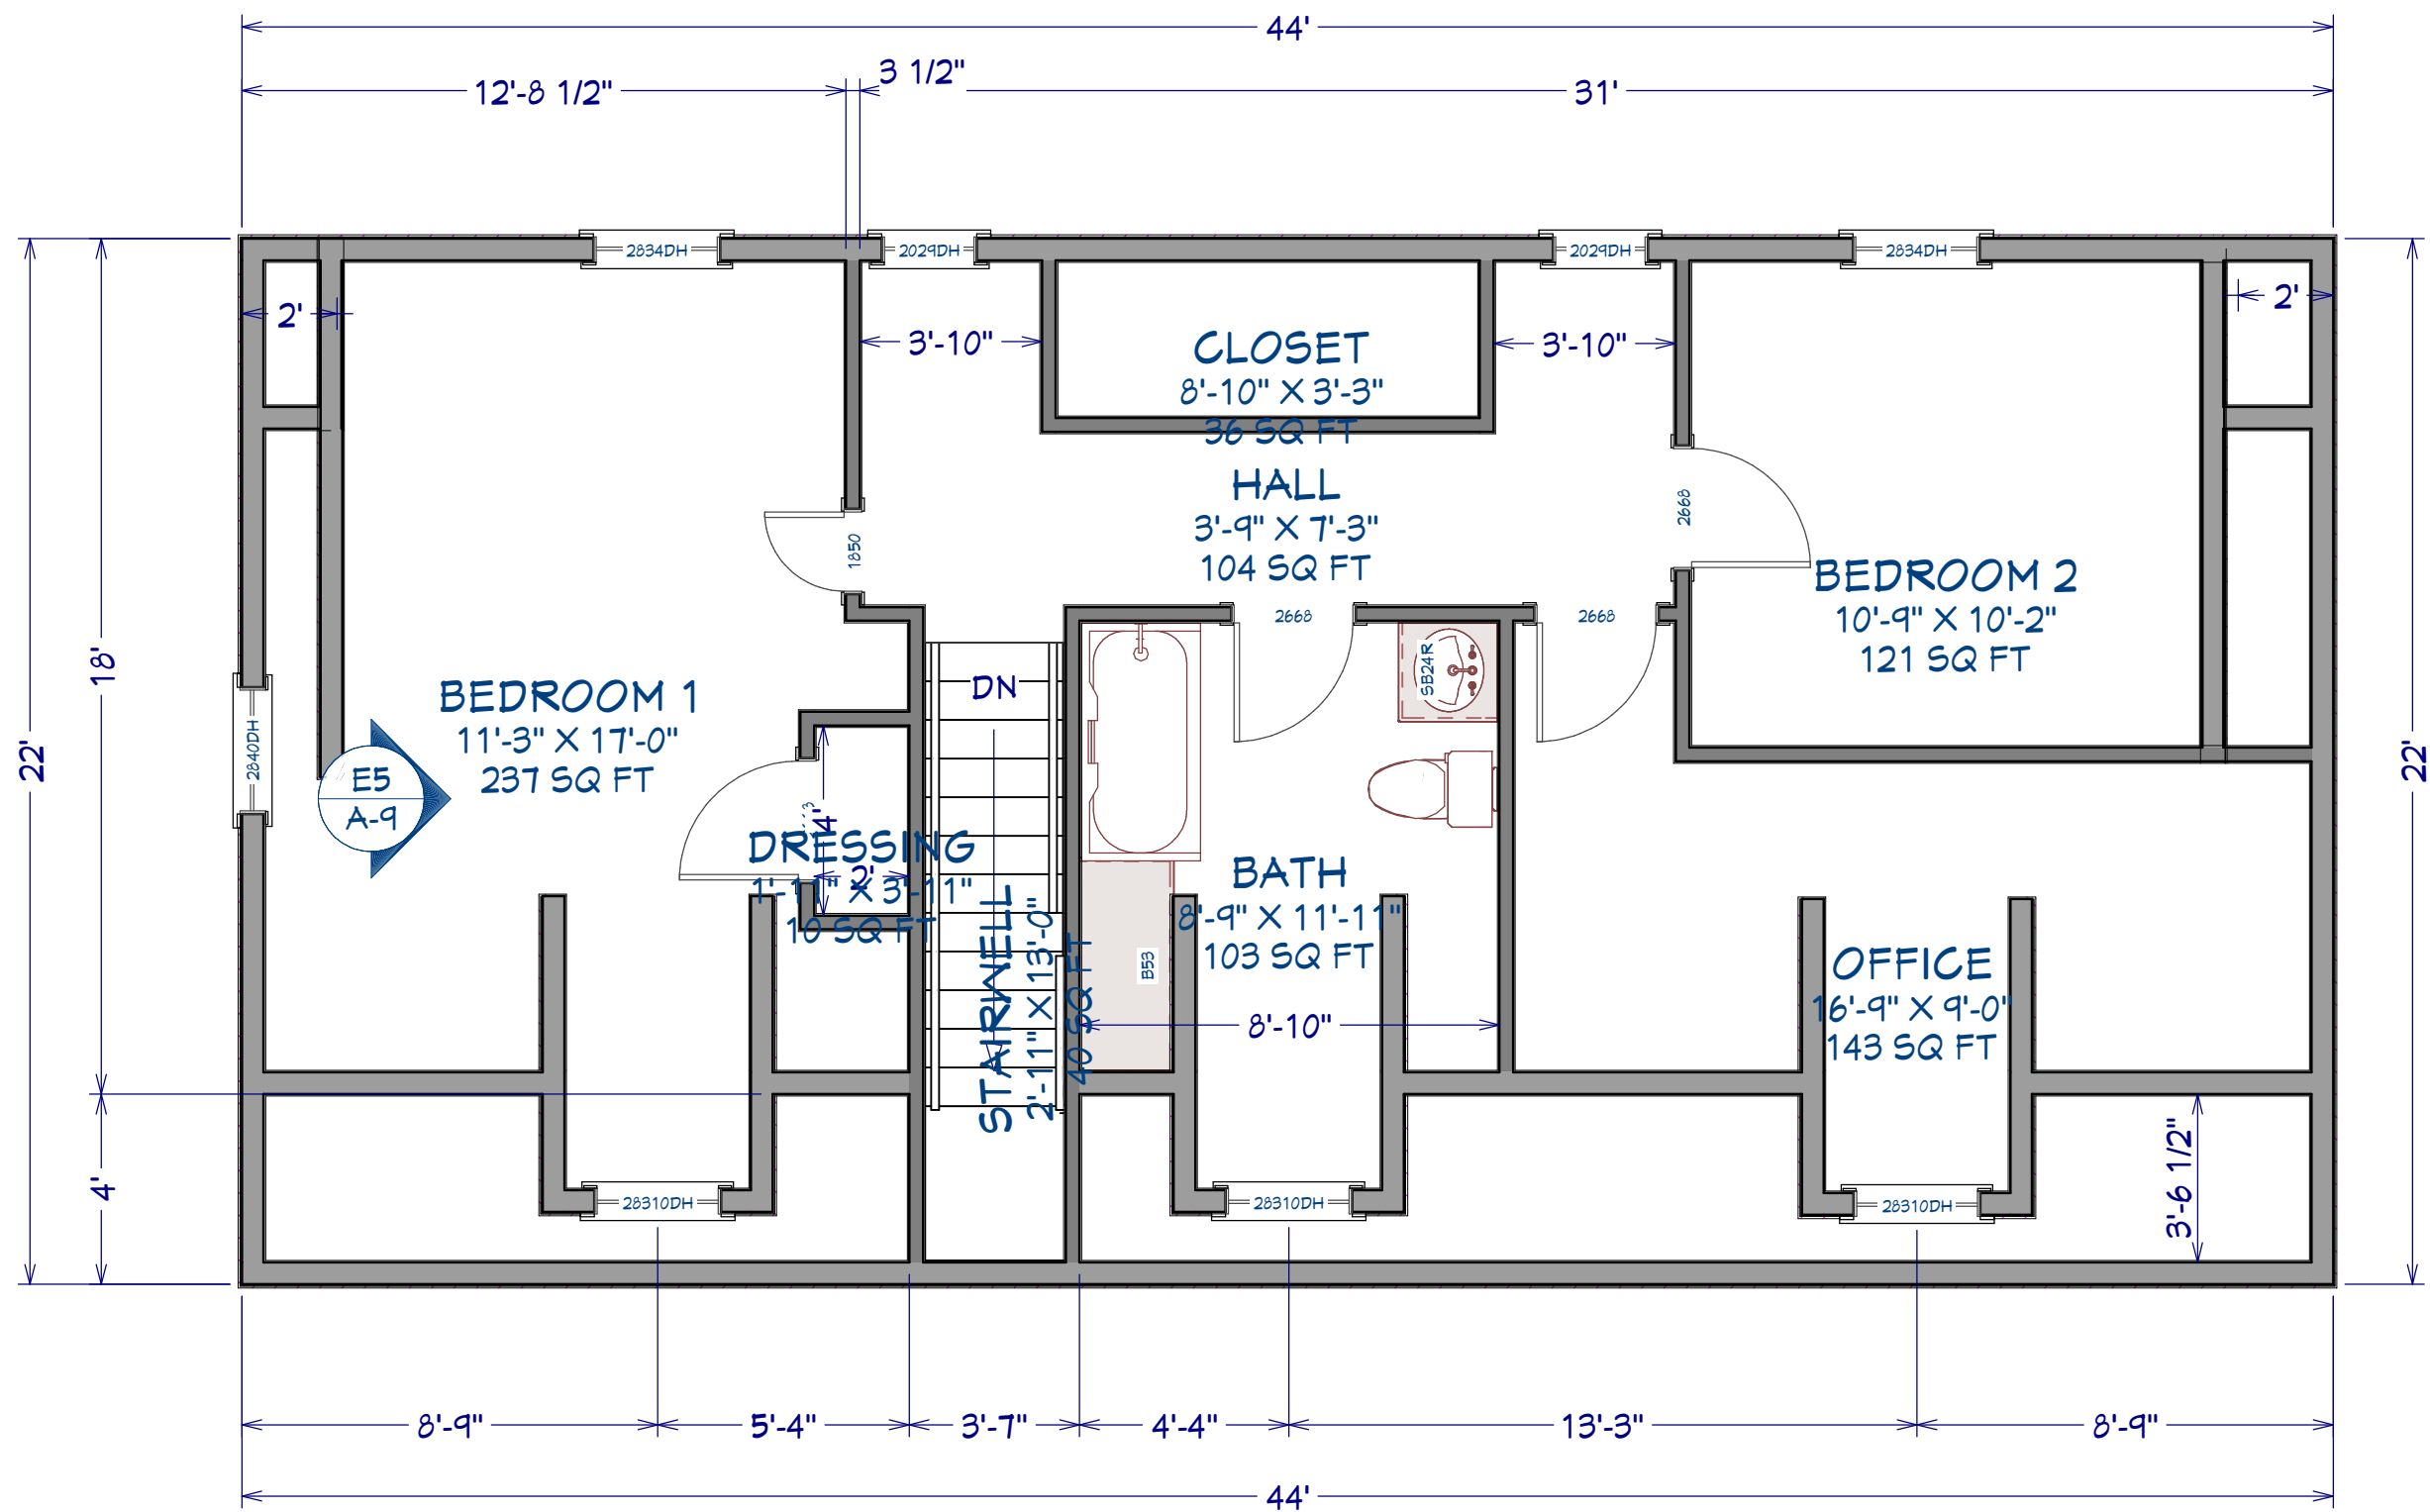 44'
12'-8 1/2"
3 1/2"
31'
2834DH
2029DH
2029DH
2834DH
2'
2'
3'-10"
3'-10"
CLOSET
8'-10" X 3'-3"
36 SQ FT
HALL
3'-9" X 7'-3"
104 SQ FT
1850
2668
2668
2668
BEDROOM 2
10'-9" X 10'-2"
121 SQ FT
18'
22'
22'
4'
2840DH
BEDROOM 1
11'-3" X 17'-0"
237 SQ FT
E5
A-9
DN
SB24R
4'
2'
DRESSING
1'-11" X 3'-11"
10 SQ FT
STAIRWELL
2'-11" X 13'-0"
40 SQ FT
B53
BATH
8'-9" X 11'-11"
103 SQ FT
8'-10"
OFFICE
16'-9" X 9'-0"
143 SQ FT
3'-6 1/2"
28310DH
28310DH
28310DH
8'-9"
5'-4"
3'-7"
4'-4"
13'-3"
8'-9"
44'